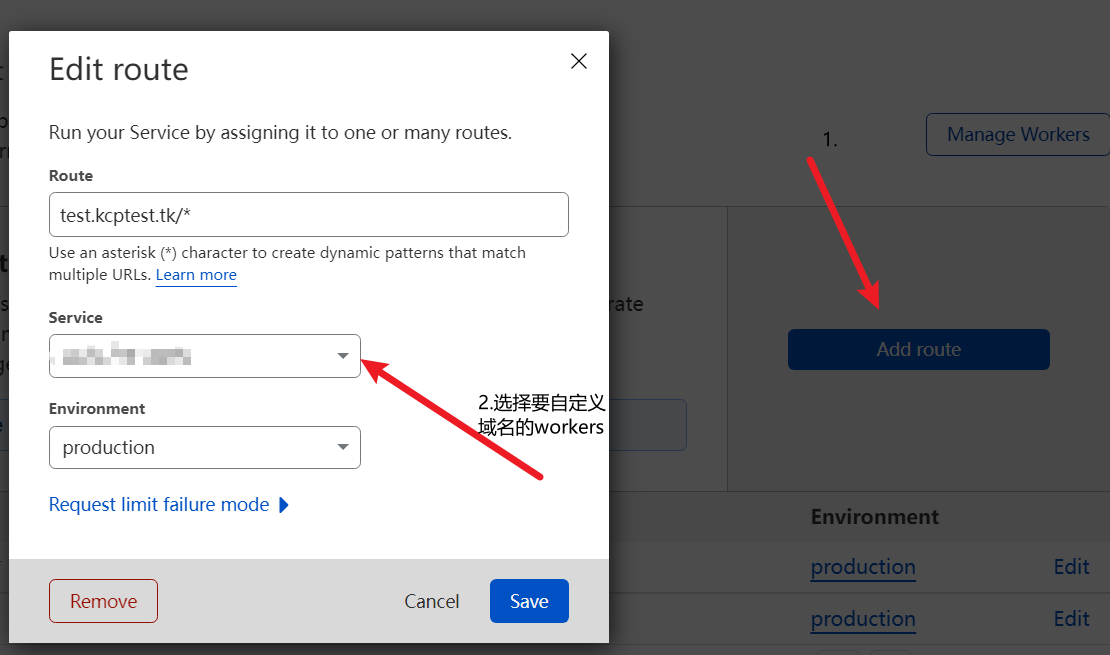 Edit route
Run your Service by assigning it to one or many routes.
Route
test.kcptest.tk/*
Use an asterisk (*) character to create dynamic patterns that match
multiple URLs. Learn more
Service
Environment
production
Request limit failure mode
Remove
Cancel
Save
1.
Manage Workers
Add route
2.选择要自定义
域名的workers
Environment
production
Edit
production
Edit